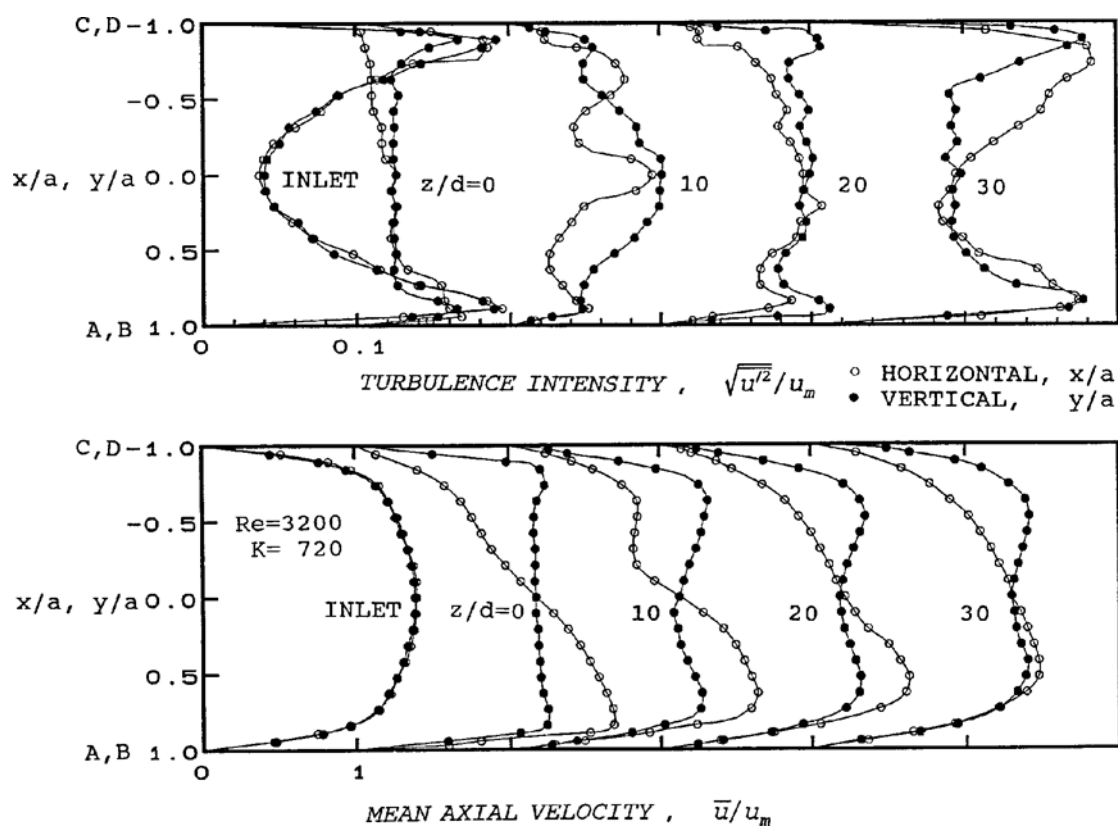 C,D-1.0
-0.5
x/a, y/a 0.0
INLET z/d=0 10 20 30
0.5
A,B 1.0
0 0.1
TURBULENCE INTENSITY , √u'²/uₘ
○ HORIZONTAL, x/a
● VERTICAL, y/a
C,D-1.0
-0.5
Re=3200
K= 720
x/a, y/a 0.0
INLET z/d=0 10 20 30
0.5
A,B 1.0
0 1
MEAN AXIAL VELOCITY , u̅/uₘ